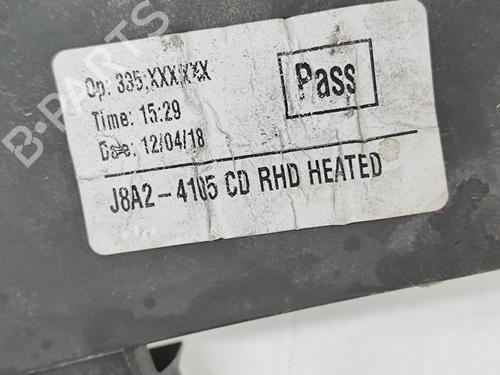 B-PARTS
Op: 335;XXX;XXX
Time: 15:29
Date: 12/04/18
Pass
J8A2-4105 CD RHD HEATED